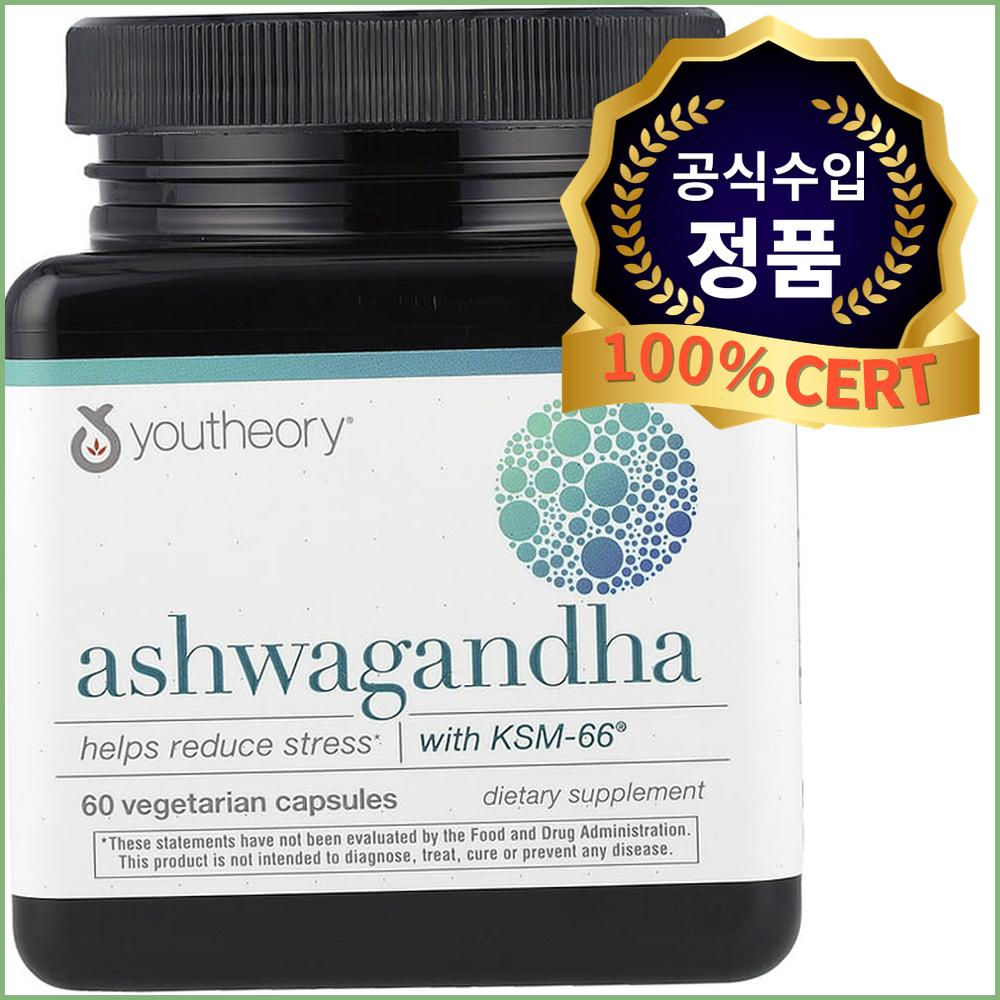 공식수입
정품
100% CERT
youtheory®
ashwagandha
helps reduce stress* | with KSM-66®
60 vegetarian capsules
dietary supplement
*These statements have not been evaluated by the Food and Drug Administration.
This product is not intended to diagnose, treat, cure or prevent any disease.